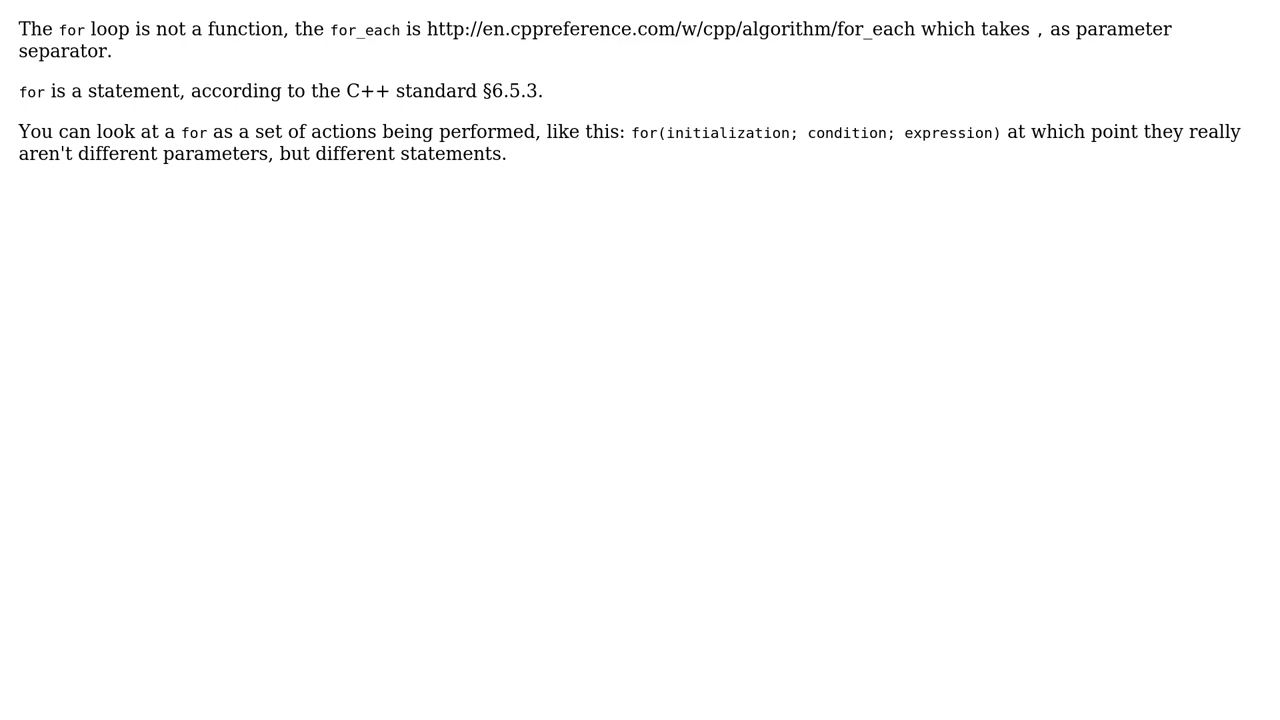 The for loop is not a function, the for_each is http://en.cppreference.com/w/cpp/algorithm/for_each which takes , as parameter
separator.
for is a statement, according to the C++ standard §6.5.3.
You can look at a for as a set of actions being performed, like this: for(initialization; condition; expression) at which point they really
aren't different parameters, but different statements.